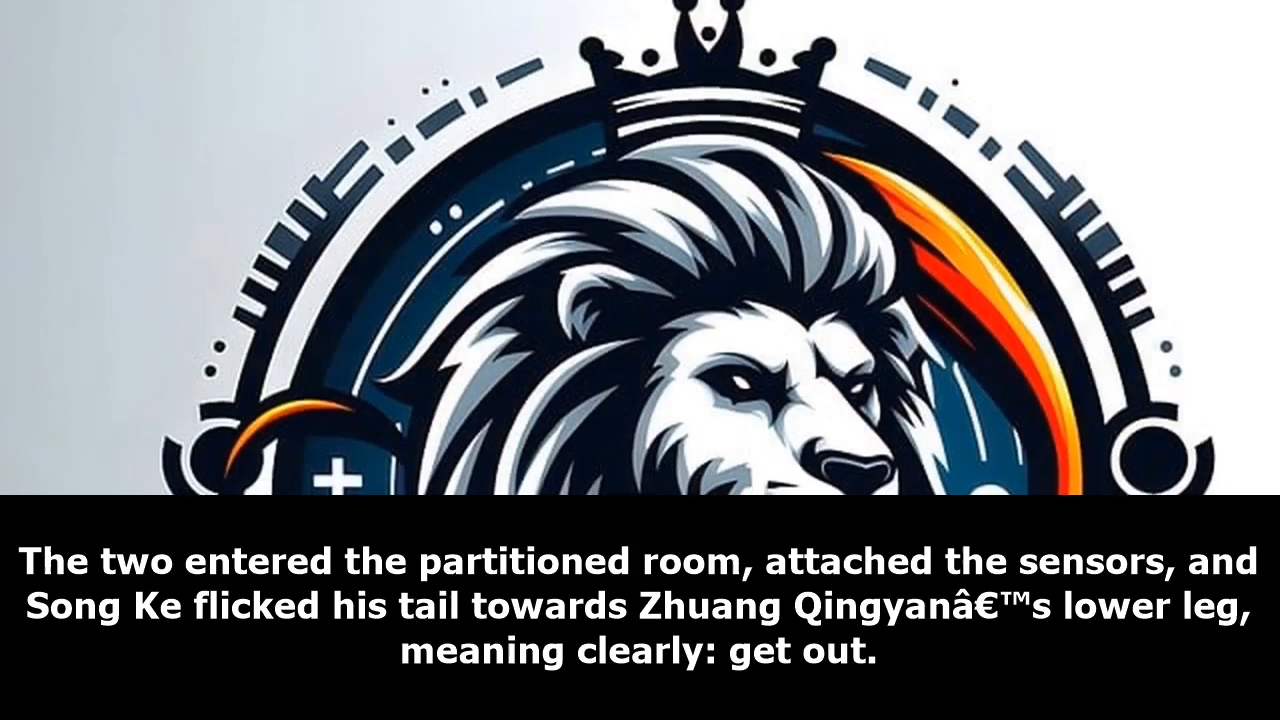 The two entered the partitioned room, attached the sensors, and
Song Ke flicked his tail towards Zhuang Qingyanâ€™s lower leg,
meaning clearly: get out.